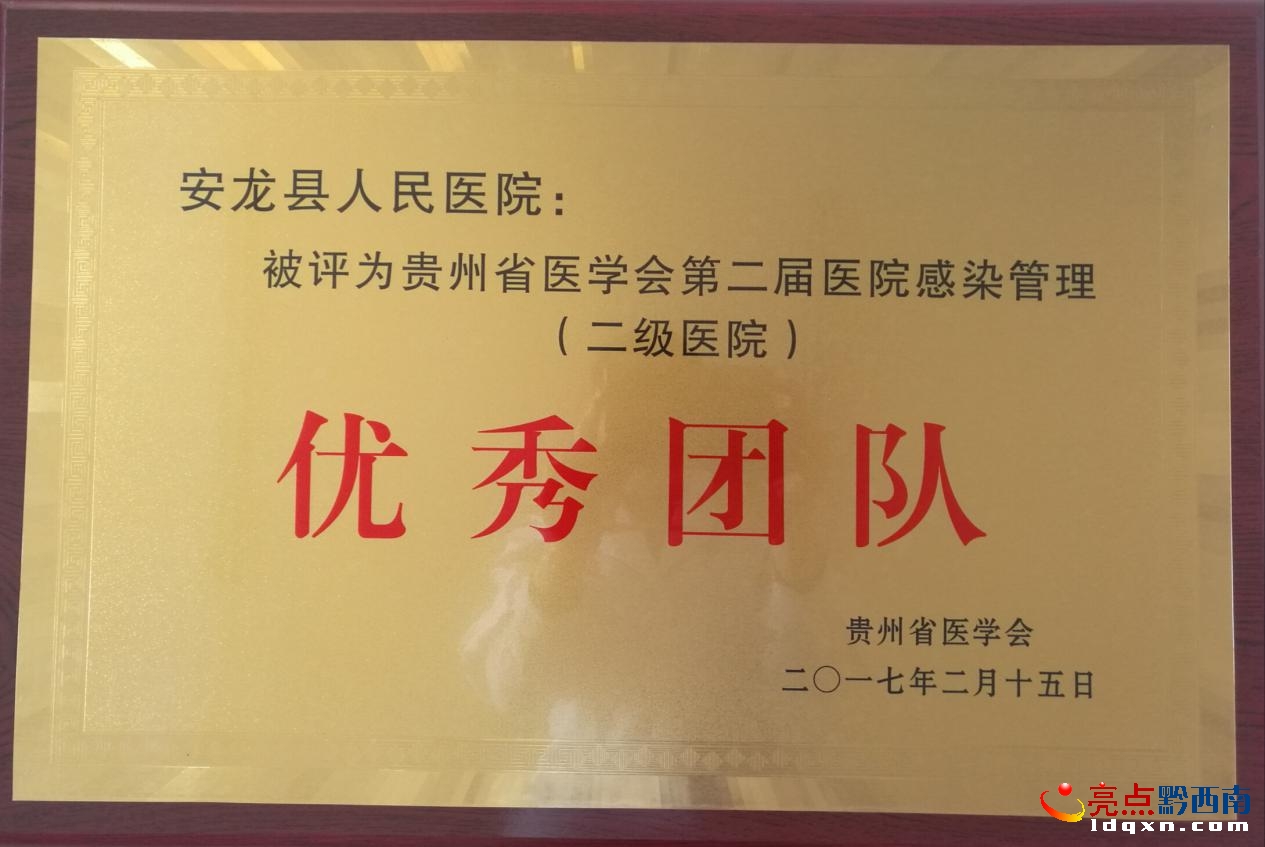 安龙县人民医院：
被评为贵州省医学会第二届医院感染管理
（二级医院）
优秀团队
贵州省医学会
二〇一七年二月十五日
亮点黔西南
ldqxn.com